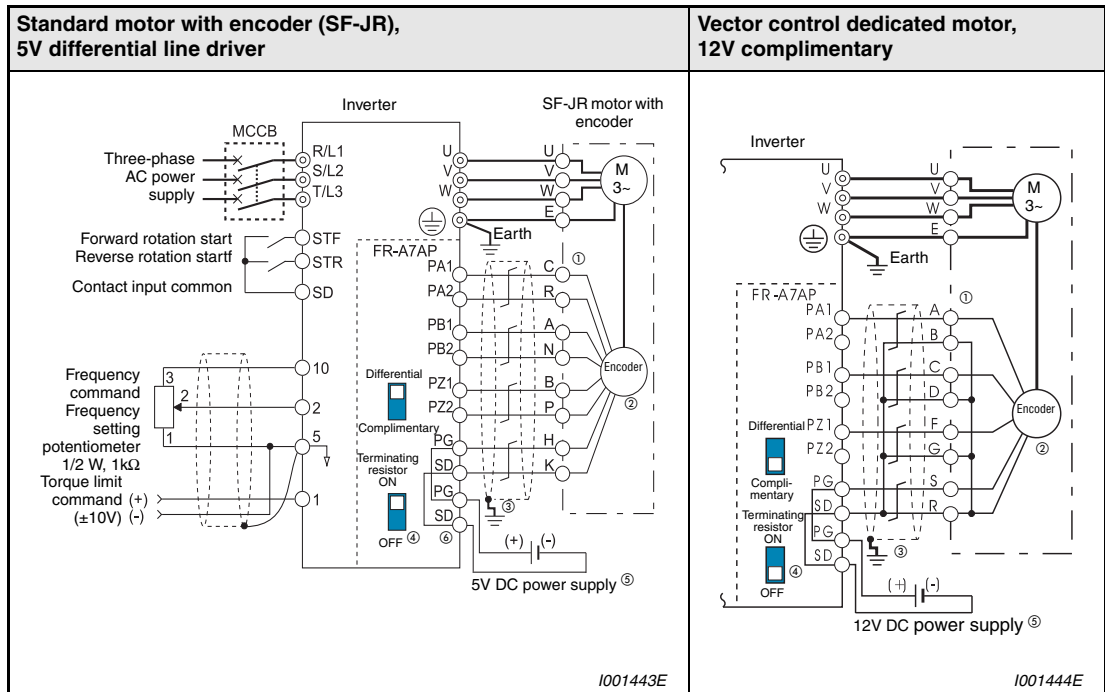 Standard motor with encoder (SF-JR),
5V differential line driver
Vector control dedicated motor,
12V complimentary
Inverter
SF-JR motor with
encoder
MCCB
Three-phase
AC power
supply
R/L1
S/L2
T/L3
U
V
W
U
V
W
E
M
3~
Earth
Forward rotation start
Reverse rotation startf
Contact input common
STF
STR
SD
FR-A7AP
PA1
PA2
PB1
PB2
PZ1
PZ2
PG
SD
PG
SD
C
R
A
N
B
P
H
K
①
Encoder
②
Differential
Complimentary
Terminating
resistor
ON
OFF ④
③
⑥
(+) (-)
5V DC power supply ⑤
Frequency
command
Frequency
setting
potentiometer
1/2 W, 1kΩ
Torque limit
command (+)
(±10V) (-)
3
2
1
10
2
5
1
I001443E
Inverter
U
V
W
U
V
W
E
M
3~
Earth
FR-A7AP
PA1
PA2
PB1
PB2
PZ1
PZ2
PG
SD
PG
SD
A
B
C
D
F
G
S
R
①
Encoder
②
Differential
Compli-
mentary
Terminating
resistor
ON
④
OFF
③
(+) (-)
12V DC power supply ⑤
I001444E